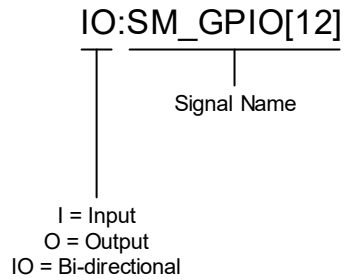 IO:SM_GPIO[12]
Signal Name
I = Input
O = Output
IO = Bi-directional